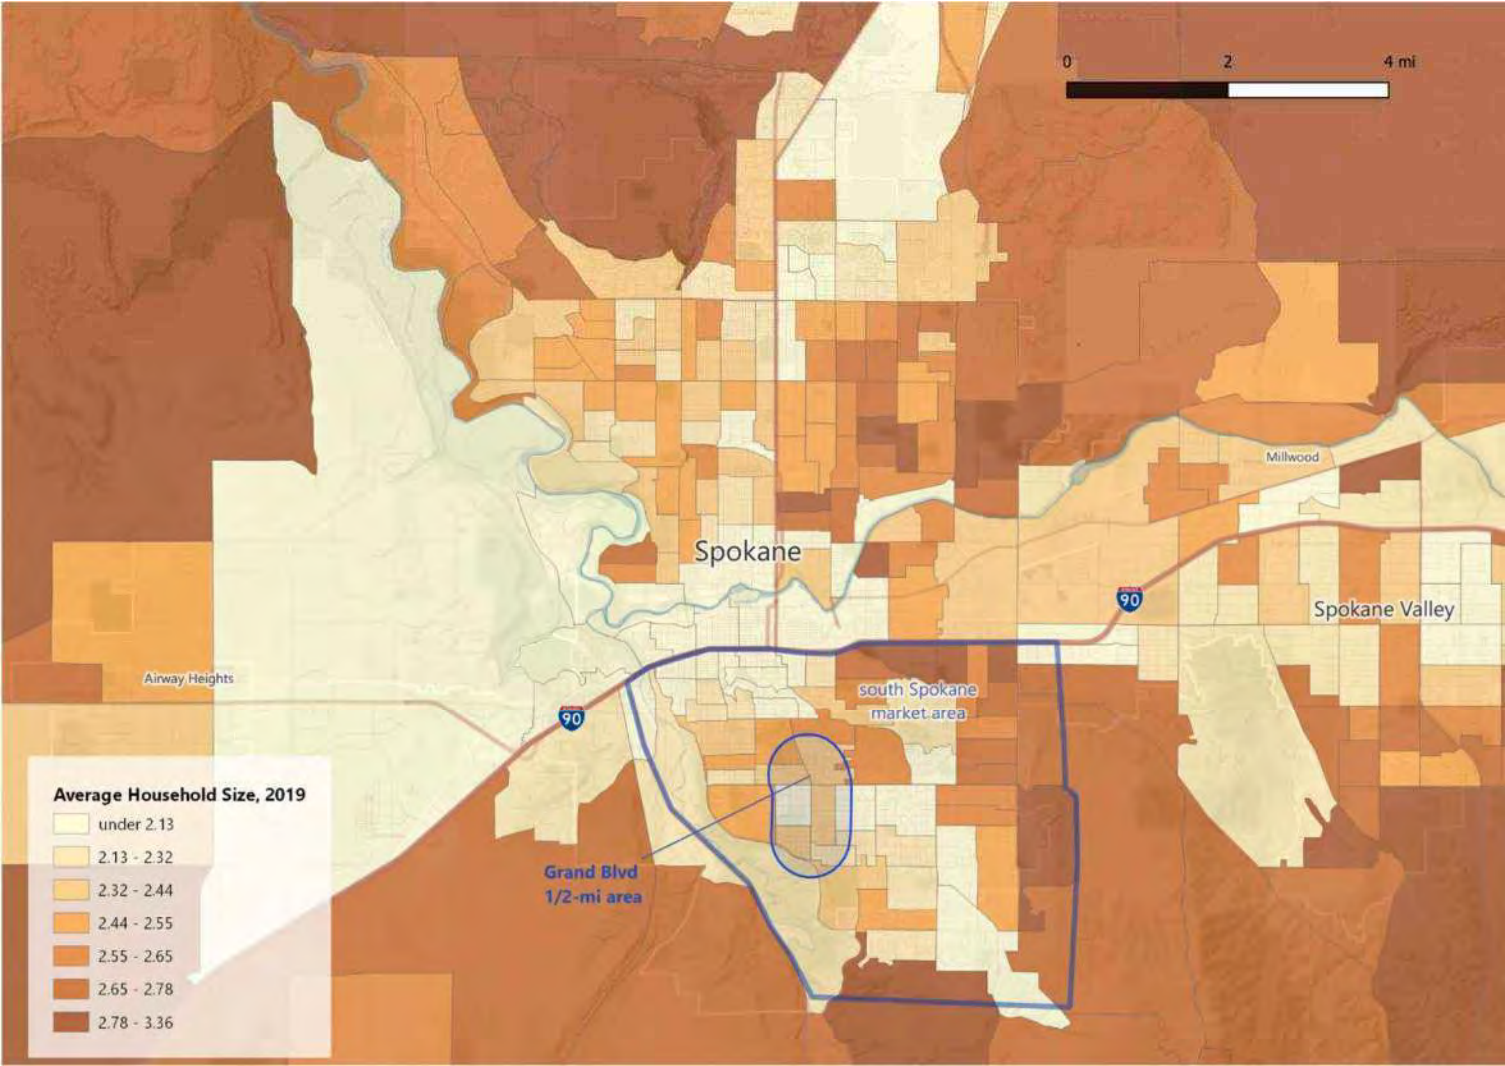 0 2 4 mi
Millwood
Spokane
90
Spokane Valley
Airway Heights
south Spokane
market area
90
Average Household Size, 2019
under 2.13
2.13 - 2.32
2.32 - 2.44
2.44 - 2.55
2.55 - 2.65
2.65 - 2.78
2.78 - 3.36
Grand Blvd
1/2-mi area